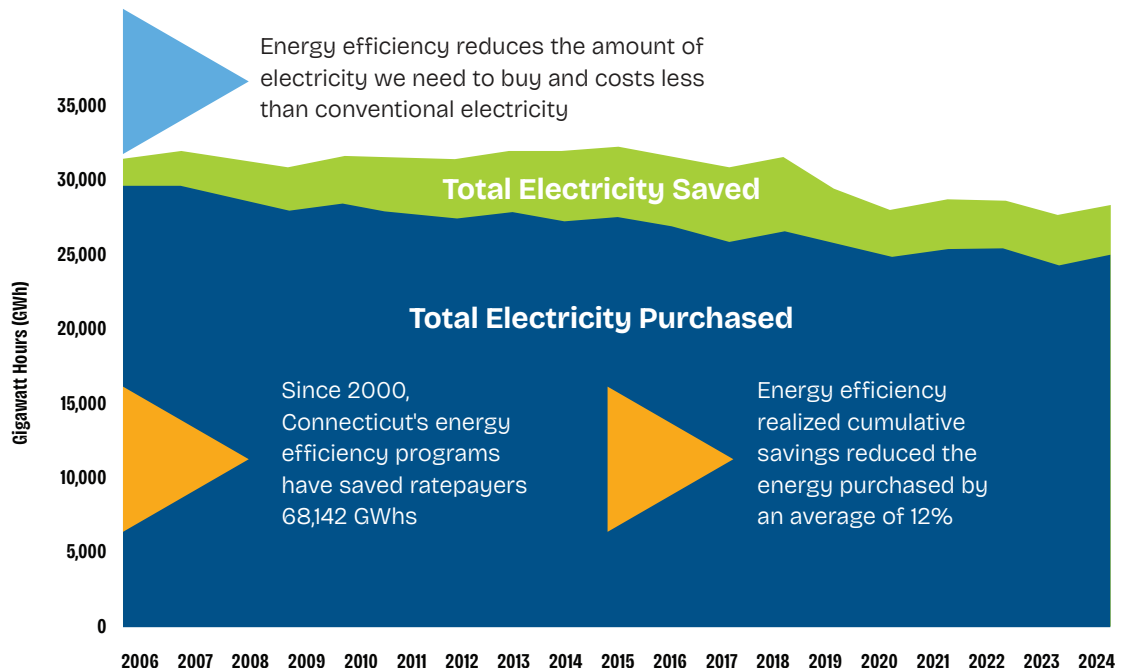 Energy efficiency reduces the amount of
electricity we need to buy and costs less
than conventional electricity
35,000
30,000
25,000
20,000
15,000
10,000
5,000
0
Gigawatt Hours (GWh)
Total Electricity Saved
Total Electricity Purchased
Since 2000,
Connecticut's energy
efficiency programs
have saved ratepayers
68,142 GWhs
Energy efficiency
realized cumulative
savings reduced the
energy purchased by
an average of 12%
2006 2007 2008 2009 2010 2011 2012 2013 2014 2015 2016 2017 2018 2019 2020 2021 2022 2023 2024